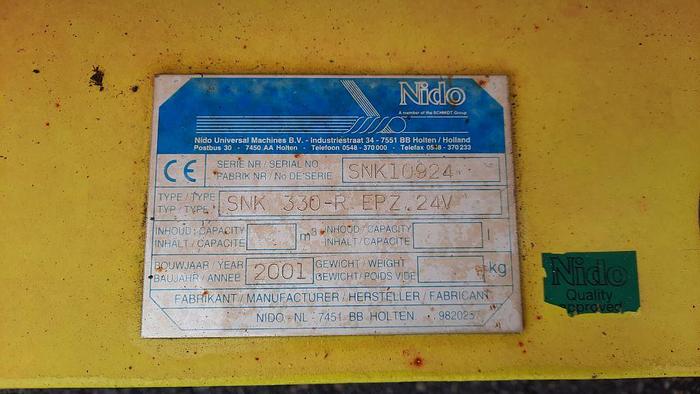 Nido
A member of the SCHMIDT Group
Nido Universal Machines B.V. - Industriestraat 34 - 7551 BB Holten / Holland
Postbus 30 - 7450 AA Holten - Telefoon 0548 - 370000 - Telefax 0548 - 370233
CE
SERIE NR / SERIAL NO
FABRIK NR / No DE'SERIE
SNK10924
TYPE / TYPE
TYP / TYPE
SNK 330-R EPZ.24V
INHOUD / CAPACITY
INHALT / CAPACITE
m³
INHOUD / CAPACITY
INHALT / CAPACITE
l
BOUWJAAR / YEAR
BAUJAHR / ANNEE
2001
GEWICHT / WEIGHT
GEWICHT / POIDS VIDE
kg
FABRIKANT / MANUFACTURER / HERSTELLER / FABRICANT
NIDO - NL - 7451 BB HOLTEN
982025
Nido
Quality
approved